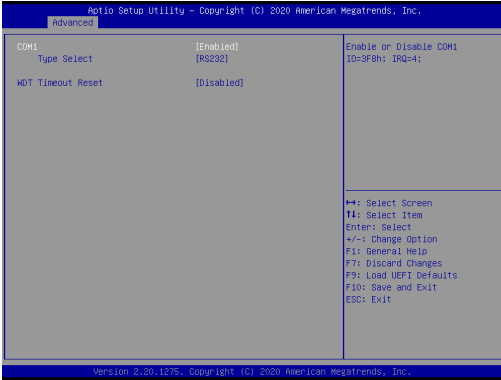 Aptio Setup Utility – Copyright (C) 2020 American Megatrends, Inc.
Advanced
COM1 [Enabled]
Type Select [RS232]
WDT Timeout Reset [Disabled]
Enable or Disable COM1
IO=3F8h; IRQ=4;
↔: Select Screen
↑↓: Select Item
Enter: Select
+/-: Change Option
F1: General Help
F7: Discard Changes
F9: Load UEFI Defaults
F10: Save and Exit
ESC: Exit
Version 2.20.1275. Copyright (C) 2020 American Megatrends, Inc.